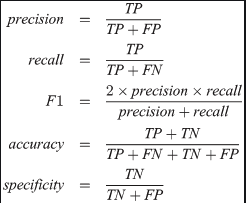 precision = TP / TP + FP
recall = TP / TP + FN
F1 = 2 × precision × recall / precision + recall
accuracy = TP + TN / TP + FN + TN + FP
specificity = TN / TN + FP